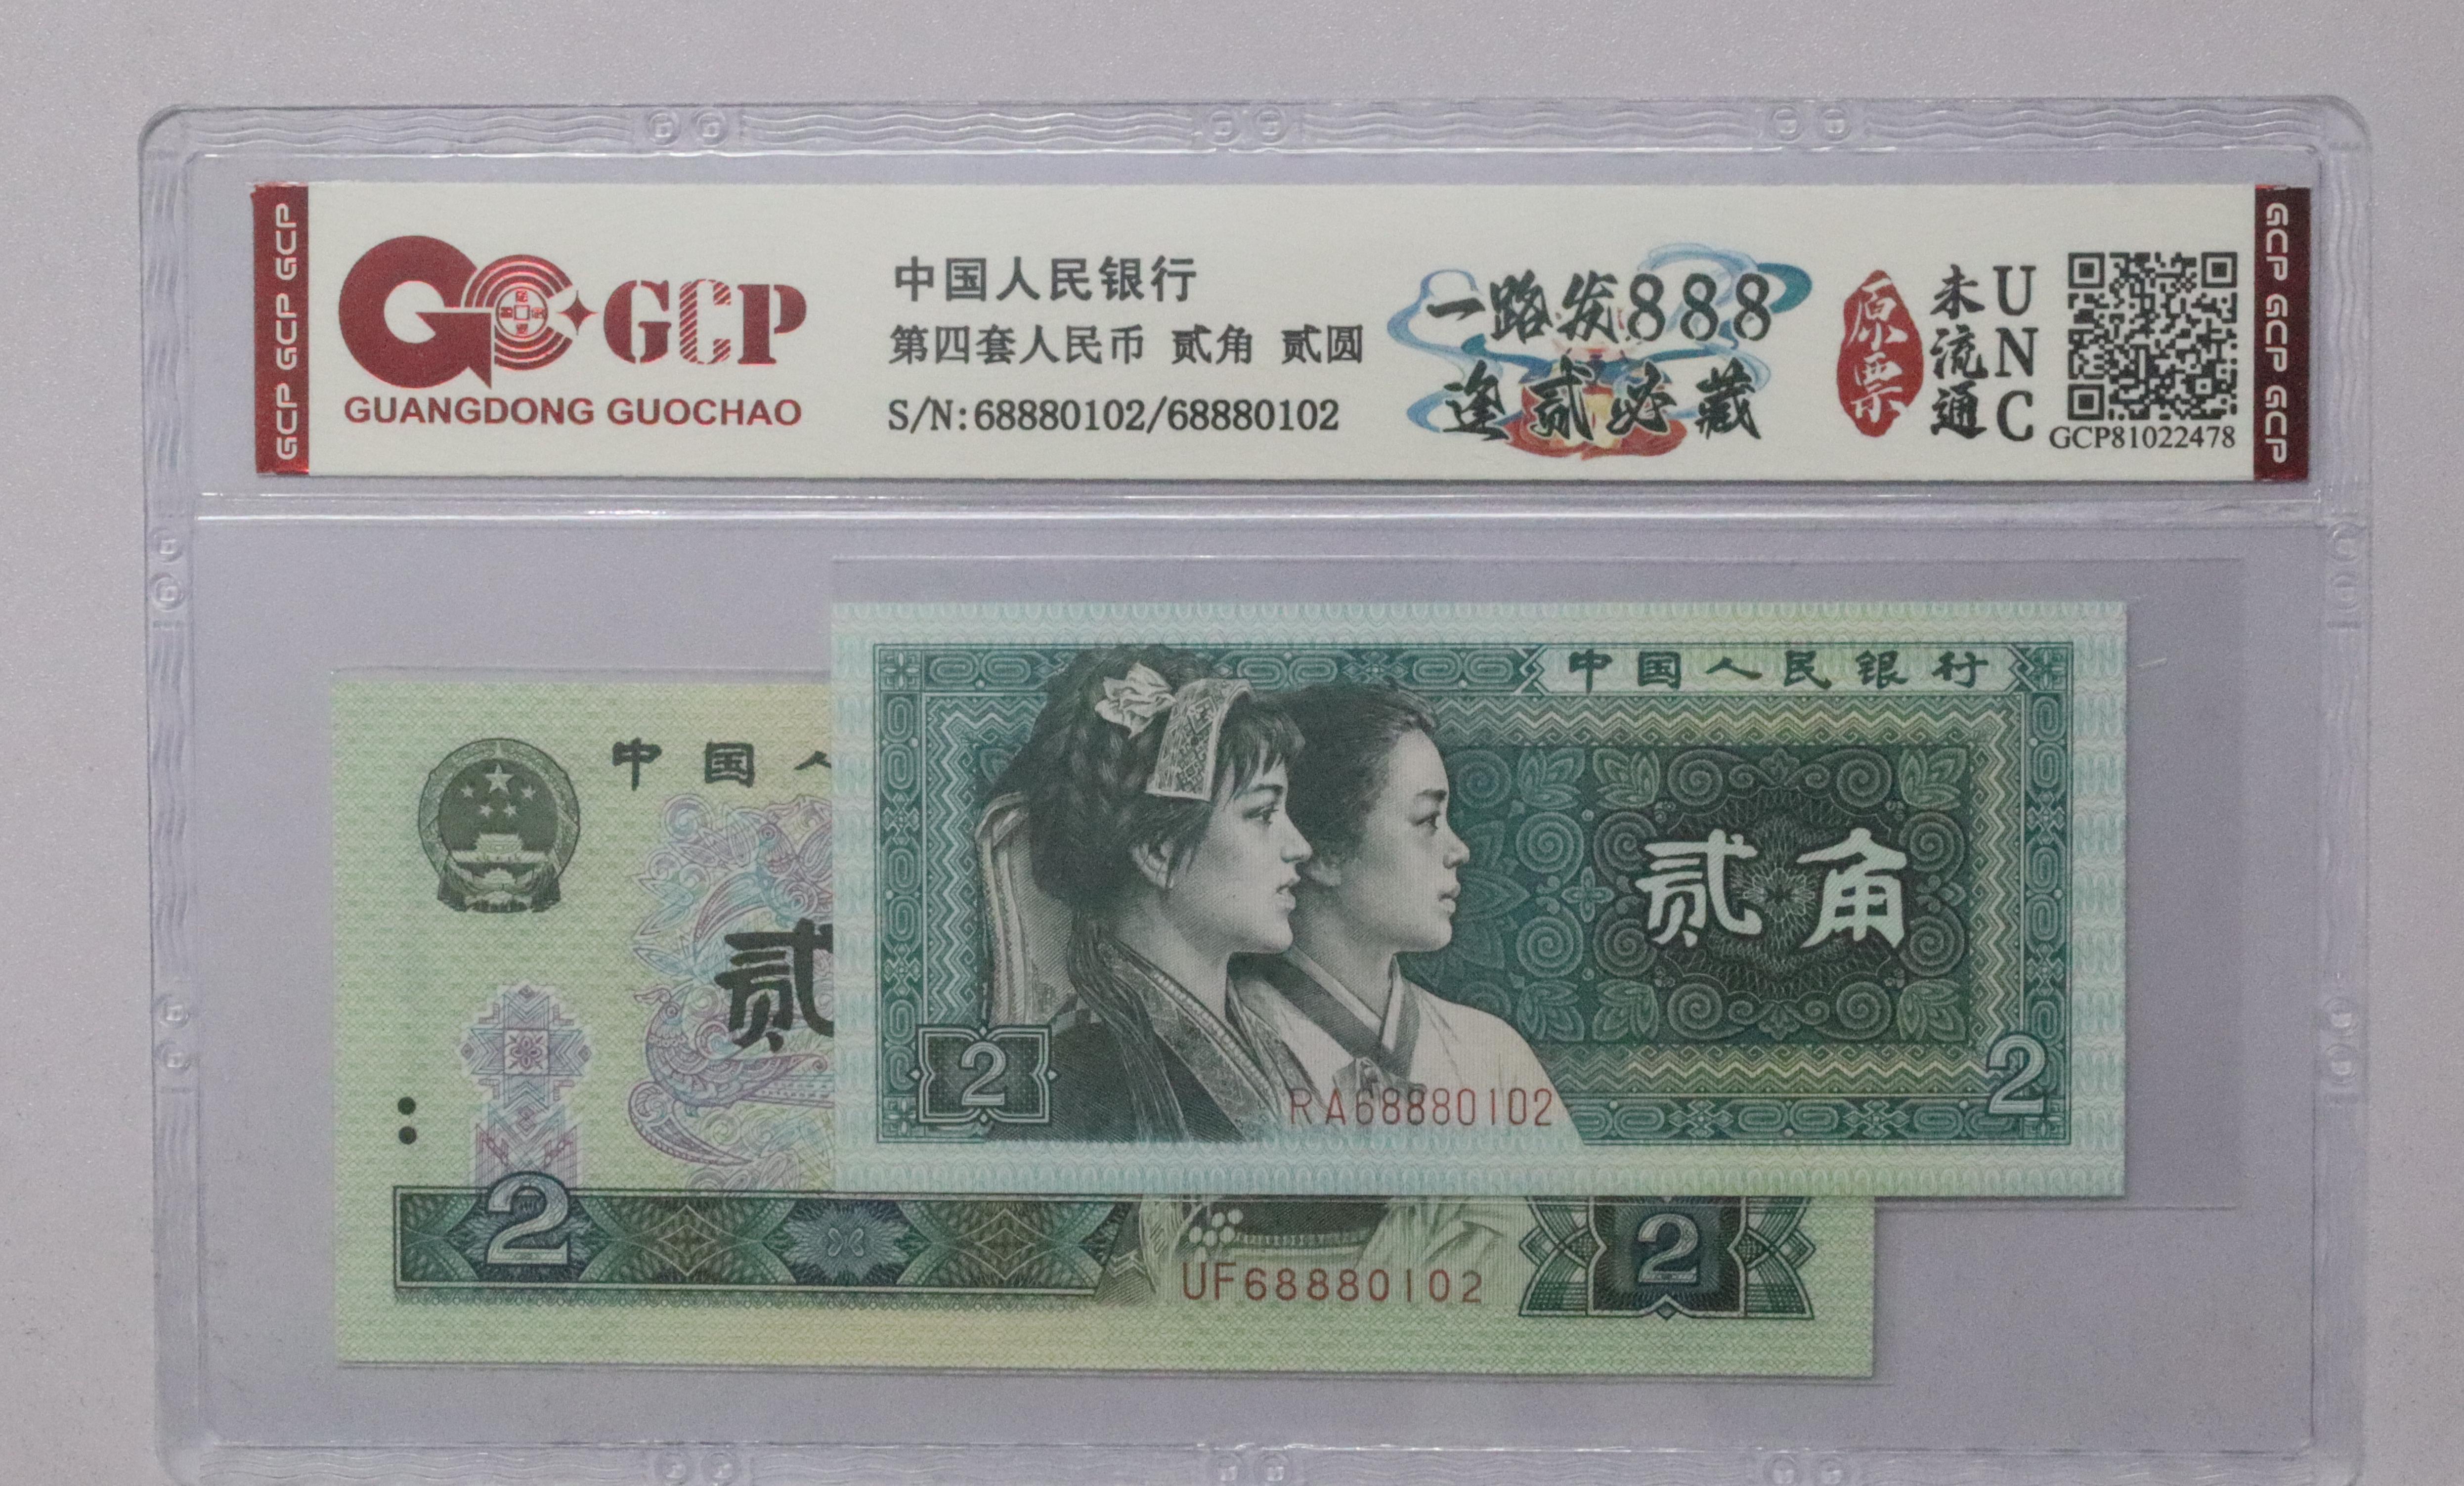 GCP GCP GCP
GCP
GUANGDONG GUOCHAO
中国人民银行
第四套人民币 贰角 贰圆
S/N:68880102/68880102
一路发888
逢贰必藏
原票
未流通
UNC
GCP81022478
GCP GCP GCP
中国人民银行
贰角
2
RA68880102
2
中国人
贰
2
UF68880102
2